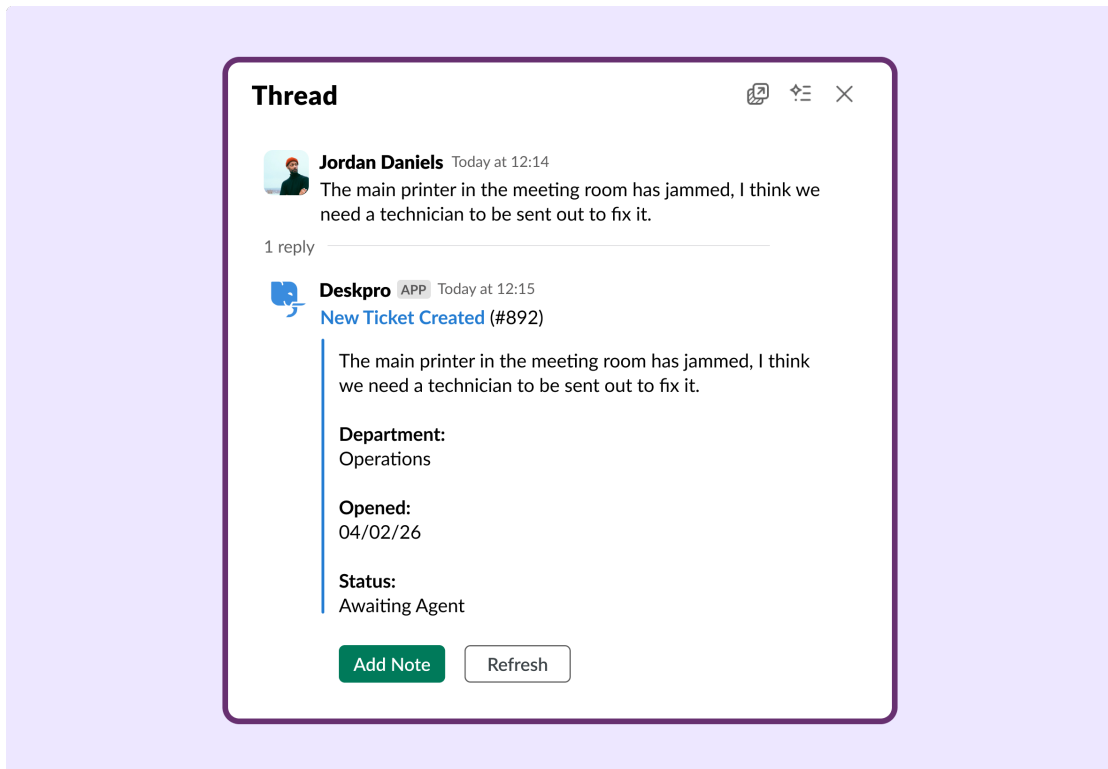 Thread
Jordan Daniels Today at 12:14
The main printer in the meeting room has jammed, I think we
need a technician to be sent out to fix it.
1 reply
Deskpro APP Today at 12:15
New Ticket Created (#892)
The main printer in the meeting room has jammed, I think
we need a technician to be sent out to fix it.
Department:
Operations
Opened:
04/02/26
Status:
Awaiting Agent
Add Note Refresh